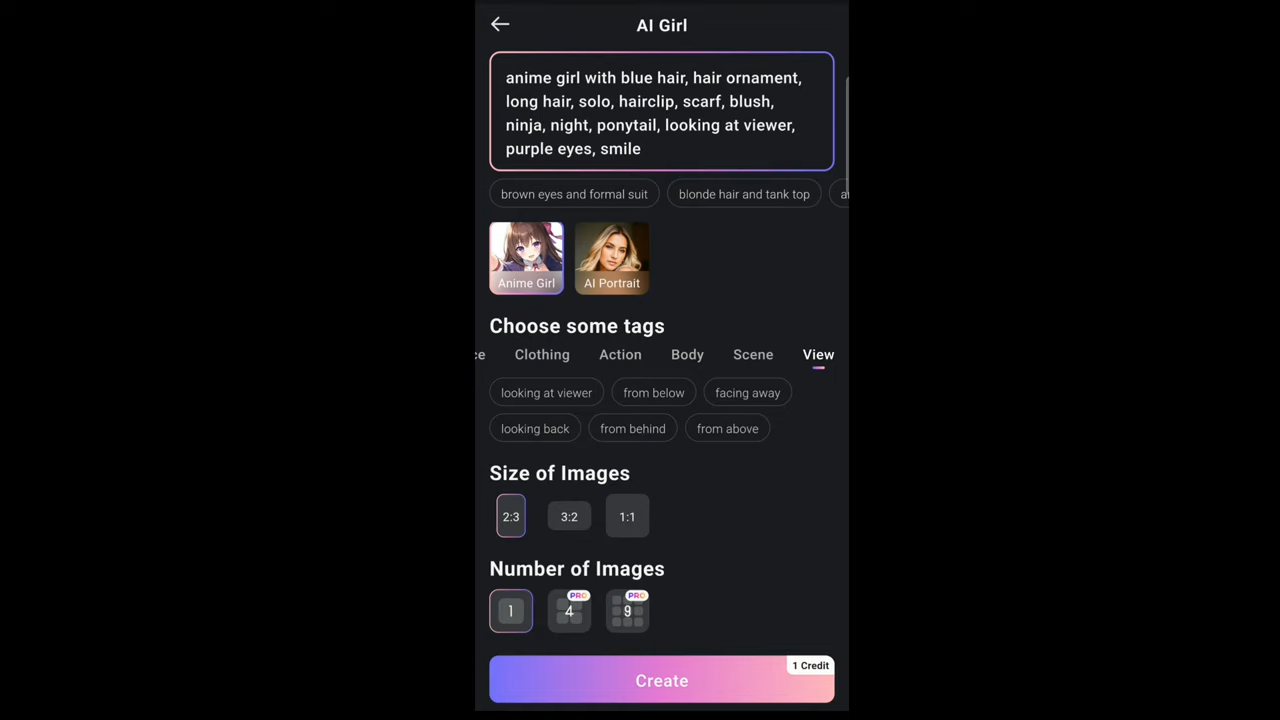 AI Girl
anime girl with blue hair, hair ornament,
long hair, solo, hairclip, scarf, blush,
ninja, night, ponytail, looking at viewer,
purple eyes, smile
brown eyes and formal suit
blonde hair and tank top
Anime Girl
AI Portrait
Choose some tags
ce Clothing Action Body Scene View
looking at viewer from below facing away
looking back from behind from above
Size of Images
2:3 3:2 1:1
Number of Images
PRO PRO
1 4 9
1 Credit
Create